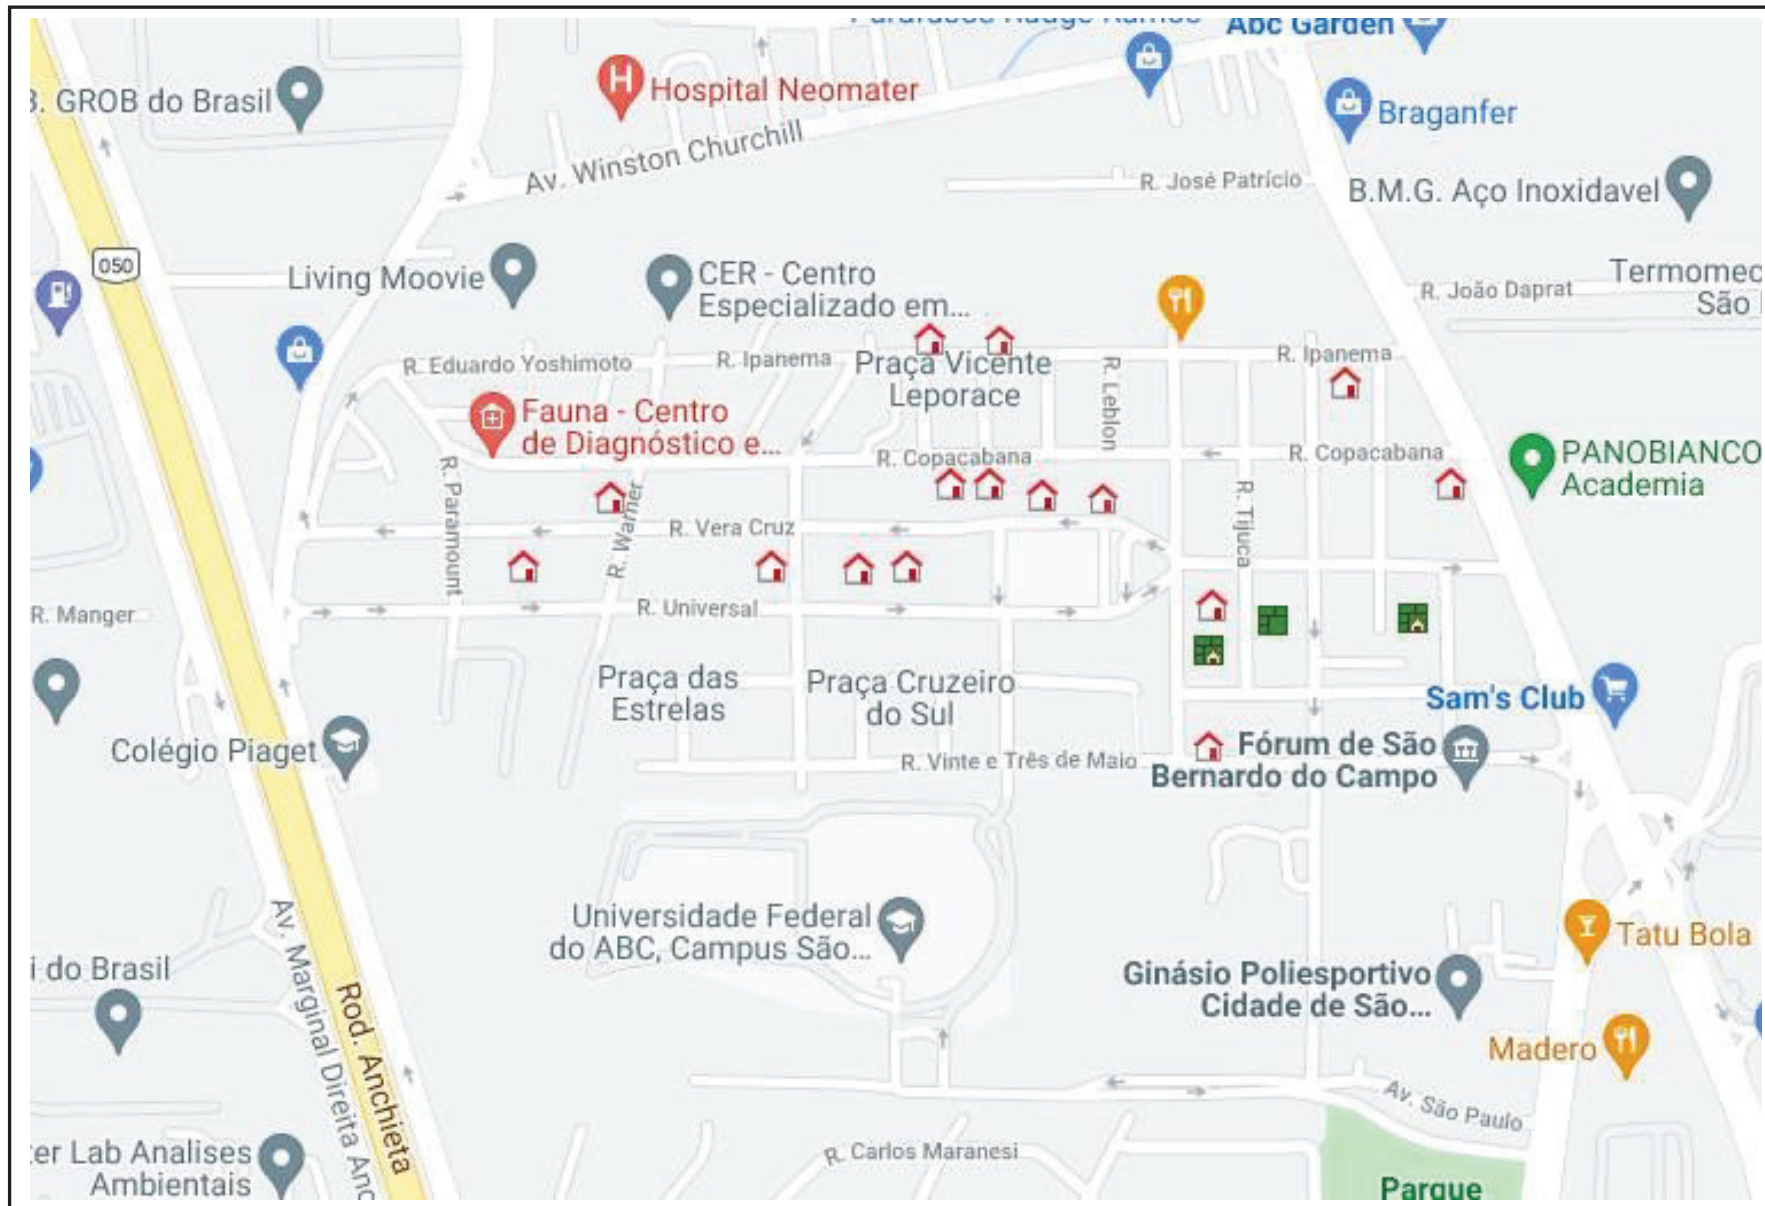 Abc Garden
B. GROB do Brasil
Hospital Neomater
Braganfer
Av. Winston Churchill
R. José Patrício
B.M.G. Aço Inoxidavel
050
Living Moovie
CER - Centro
Especializado em...
R. João Daprat
Termomec
São
R. Eduardo Yoshimoto
R. Ipanema
Praça Vicente
Leporace
R. Leblon
R. Ipanema
Fauna - Centro
de Diagnóstico e...
R. Copacabana
R. Copacabana
PANOBIANCO
Academia
R. Paramount
R. Warner
R. Tijuca
R. Vera Cruz
R. Manger
R. Universal
Praça das
Estrelas
Praça Cruzeiro
do Sul
Sam's Club
Colégio Piaget
R. Vinte e Três de Maio
Fórum de São
Bernardo do Campo
Universidade Federal
do ABC, Campus São...
Av. Marginal Direita Anc
Rod. Anchieta
i do Brasil
Ginásio Poliesportivo
Cidade de São...
Tatu Bola
Madero
Av. São Paulo
er Lab Analises
Ambientais
R. Carlos Maranesi
Parque